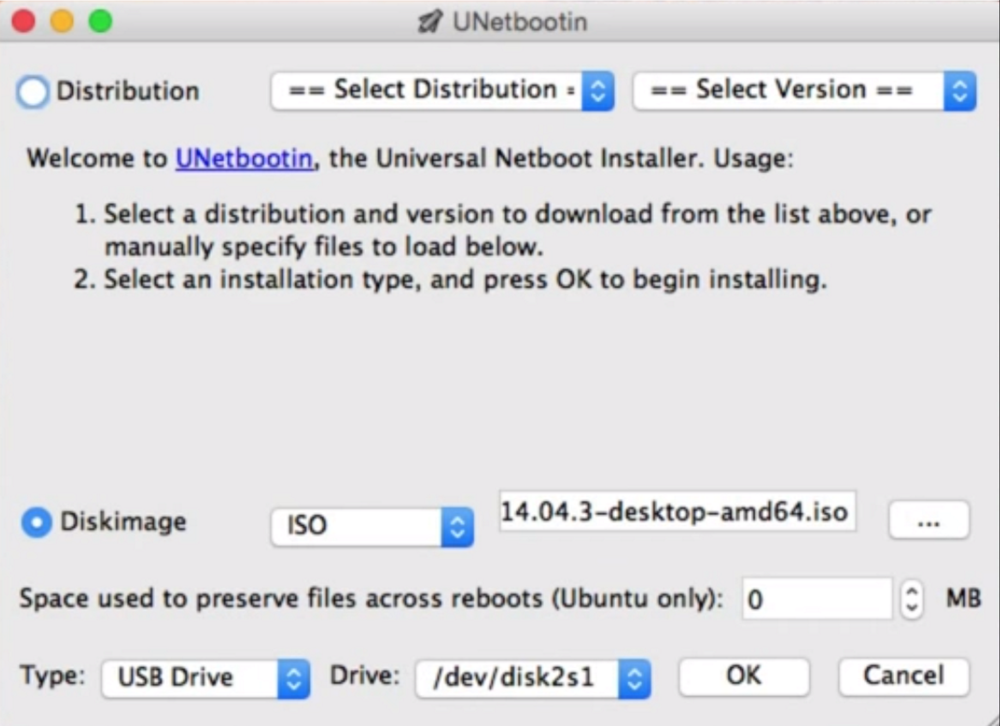 UNetbootin
Distribution == Select Distribution = == Select Version ==
Welcome to UNetbootin, the Universal Netboot Installer. Usage:
1. Select a distribution and version to download from the list above, or
manually specify files to load below.
2. Select an installation type, and press OK to begin installing.
Diskimage ISO 14.04.3-desktop-amd64.iso ...
Space used to preserve files across reboots (Ubuntu only): 0 MB
Type: USB Drive Drive: /dev/disk2s1 OK Cancel